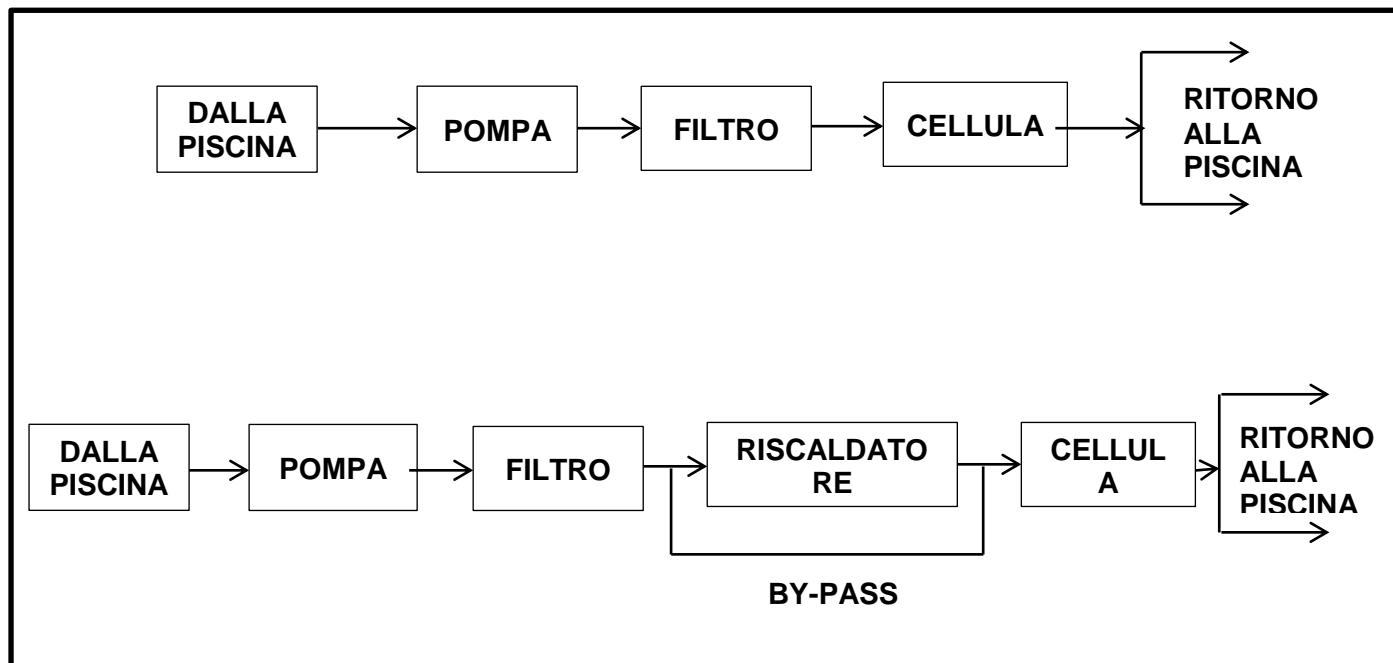 DALLA
PISCINA
POMPA
FILTRO
CELLULA
RITORNO
ALLA
PISCINA
DALLA
PISCINA
POMPA
FILTRO
RISCALDATO
RE
CELLUL
A
RITORNO
ALLA
PISCINA
BY-PASS